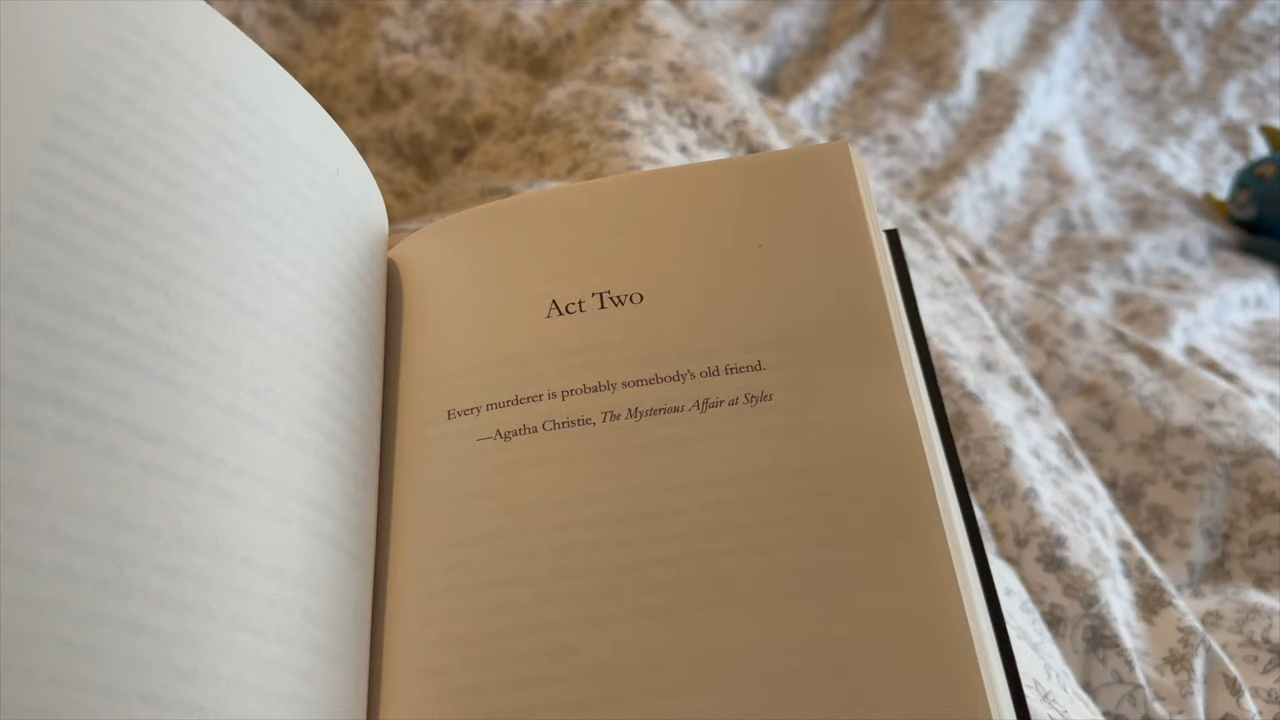 Act Two
Every murderer is probably somebody’s old friend.
—Agatha Christie, The Mysterious Affair at Styles